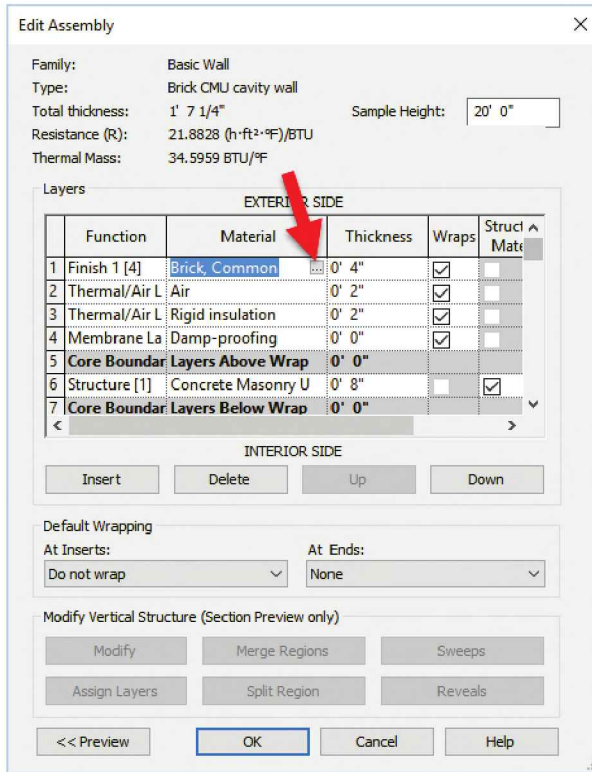 Edit Assembly
Family: Basic Wall
Type: Brick CMU cavity wall
Total thickness: 1' 7 1/4" Sample Height: 20' 0"
Resistance (R): 21.8828 (h·ft²·ºF)/BTU
Thermal Mass: 34.5959 BTU/ºF
Layers
EXTERIOR SIDE
Function Material Thickness Wraps Struct Mate
1 Finish 1 [4] Brick, Common ... 0' 4"
2 Thermal/Air L Air 0' 2"
3 Thermal/Air L Rigid insulation 0' 2"
4 Membrane La Damp-proofing 0' 0"
5 Core Boundar Layers Above Wrap 0' 0"
6 Structure [1] Concrete Masonry U 0' 8"
7 Core Boundar Layers Below Wrap 0' 0"
INTERIOR SIDE
Insert Delete Up Down
Default Wrapping
At Inserts: At Ends:
Do not wrap None
Modify Vertical Structure (Section Preview only)
Modify Merge Regions Sweeps
Assign Layers Split Region Reveals
<< Preview OK Cancel Help